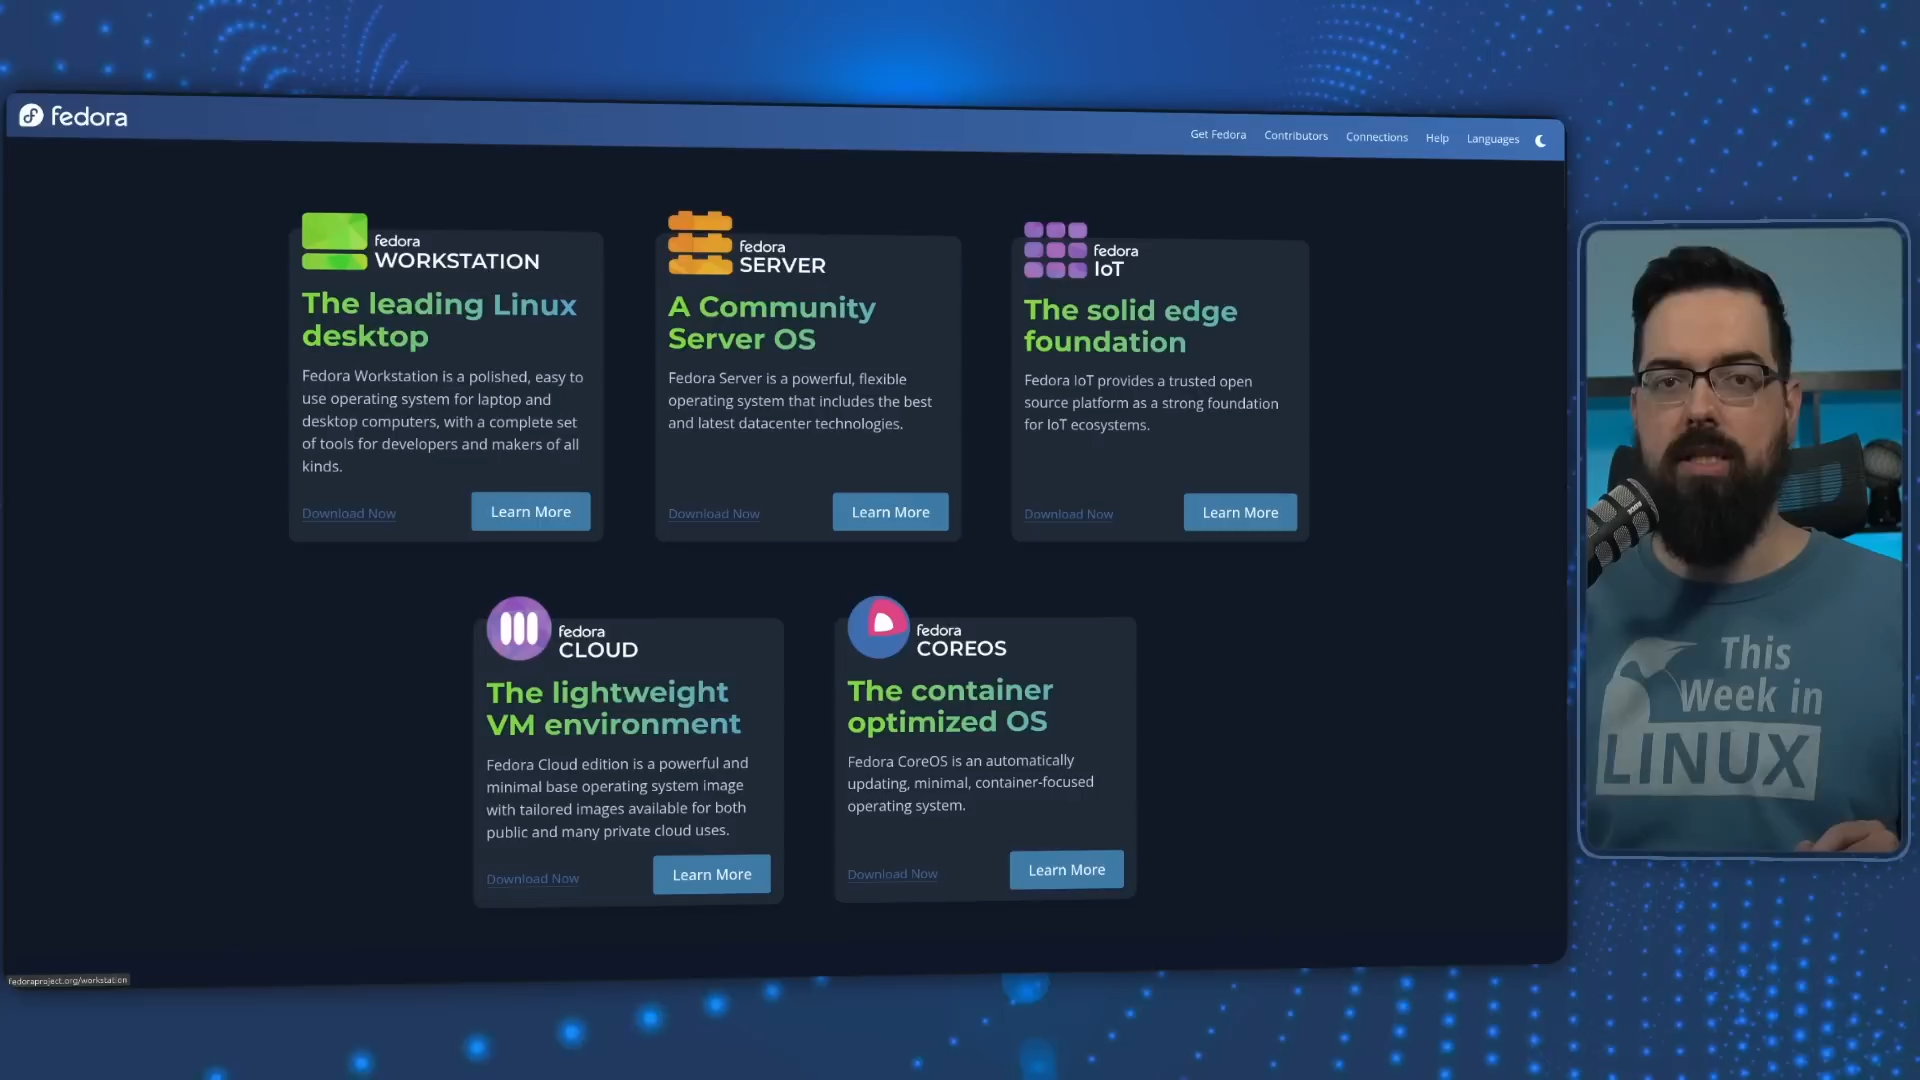 fedora
Get Fedora Contributors Connections Help Languages
fedora
WORKSTATION
The leading Linux
desktop
Fedora Workstation is a polished, easy to
use operating system for laptop and
desktop computers, with a complete set
of tools for developers and makers of all
kinds.
Download Now
Learn More
fedora
SERVER
A Community
Server OS
Fedora Server is a powerful, flexible
operating system that includes the best
and latest datacenter technologies.
Download Now
Learn More
fedora
IoT
The solid edge
foundation
Fedora IoT provides a trusted open
source platform as a strong foundation
for IoT ecosystems.
Download Now
Learn More
fedora
CLOUD
The lightweight
VM environment
Fedora Cloud edition is a powerful and
minimal base operating system image
with tailored images available for both
public and many private cloud uses.
Download Now
Learn More
fedora
COREOS
The container
optimized OS
Fedora CoreOS is an automatically
updating, minimal, container-focused
operating system.
Download Now
Learn More
fedoraproject.org/workstation
This
Week in
LINUX